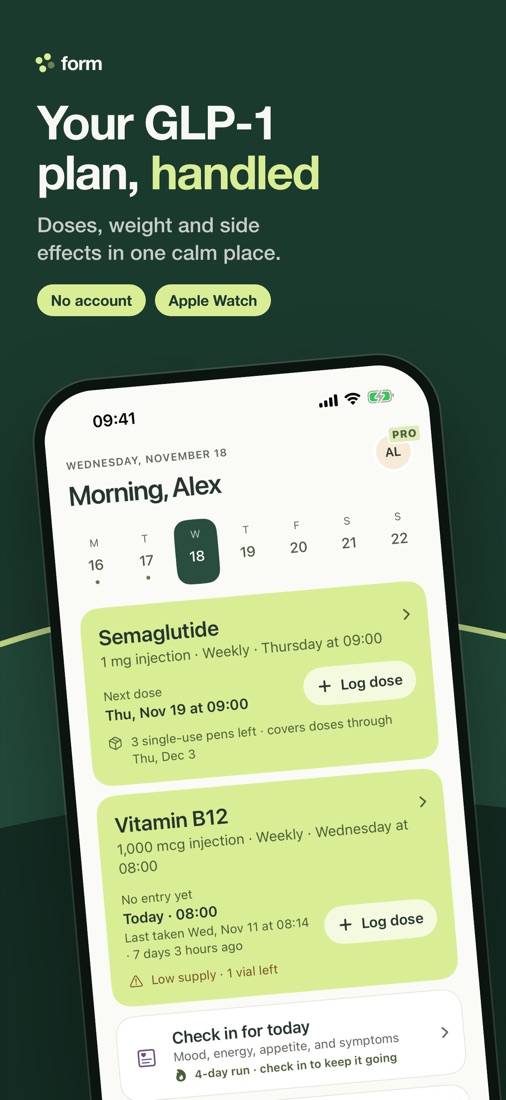 form
Your GLP-1
plan, handled
Doses, weight and side
effects in one calm place.
No account
Apple Watch
09:41
WEDNESDAY, NOVEMBER 18
PRO
AL
Morning, Alex
M T W T F S S
16 17 18 19 20 21 22
Semaglutide
1 mg injection · Weekly · Thursday at 09:00
Next dose
Thu, Nov 19 at 09:00
+ Log dose
3 single-use pens left · covers doses through
Thu, Dec 3
Vitamin B12
1,000 mcg injection · Weekly · Wednesday at
08:00
No entry yet
Today · 08:00
Last taken Wed, Nov 11 at 08:14
· 7 days 3 hours ago
+ Log dose
Low supply · 1 vial left
Check in for today
Mood, energy, appetite, and symptoms
4-day run · check in to keep it going